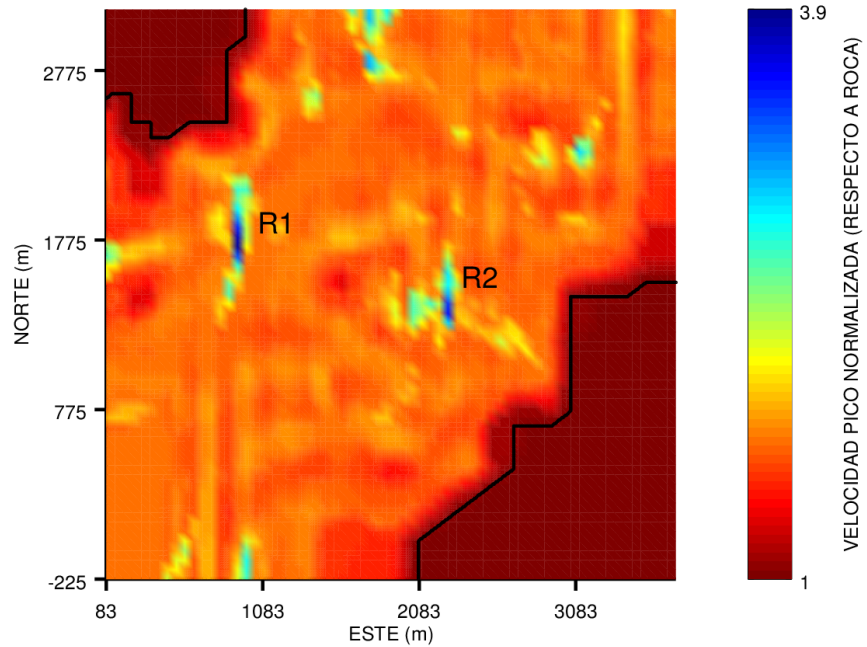 3.9
2775
R1
1775
R2
775
-225
1
83
1083
2083
3083
ESTE (m)
NORTE (m)
VELOCIDAD PICO NORMALIZADA (RESPECTO A ROCA)